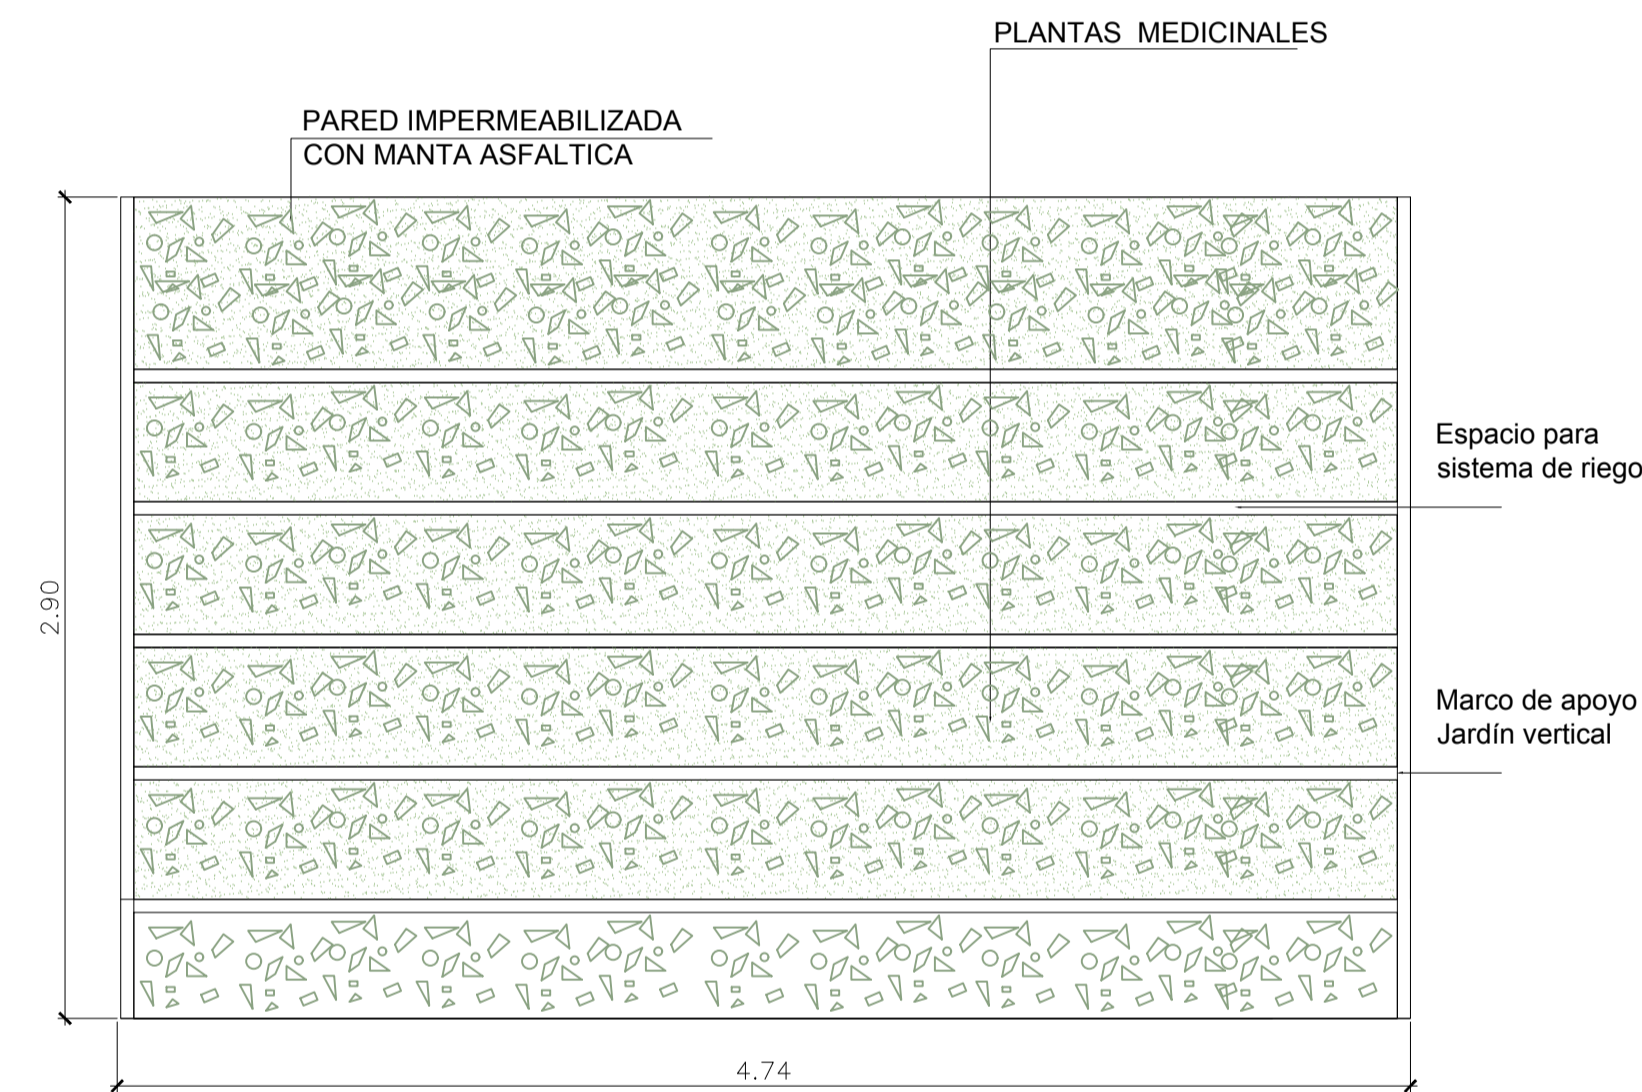 PLANTAS MEDICINALES
PARED IMPERMEABILIZADA
CON MANTA ASFALTICA
Espacio para
sistema de riego
2.90
Marco de apoyo
Jardín vertical
4.74